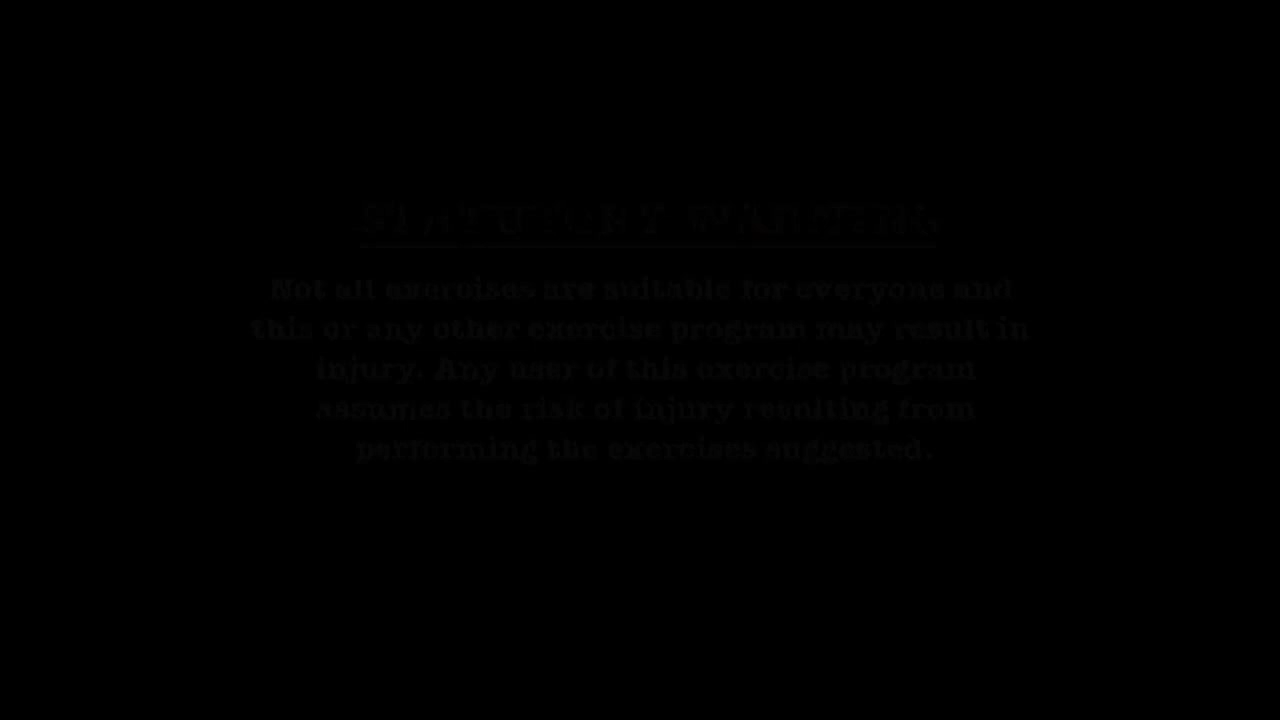 STATUTORY WARNING
Not all exercises are suitable for everyone and
this or any other exercise program may result in
injury. Any user of this exercise program
assumes the risk of injury resulting from
performing the exercises suggested.